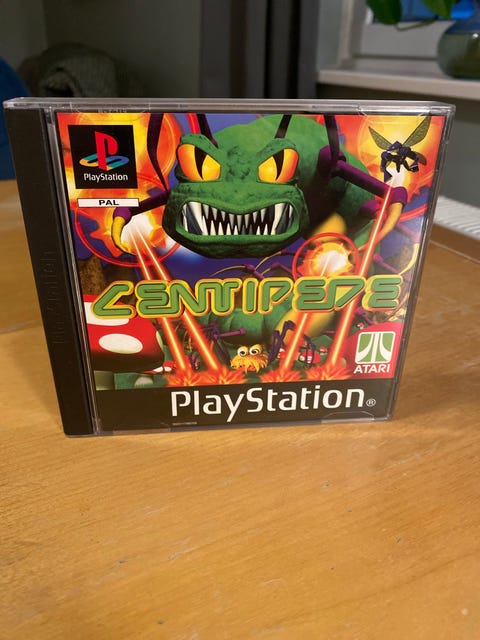 PlayStation
PAL
CENTIPEDE
ATARI
PlayStation®